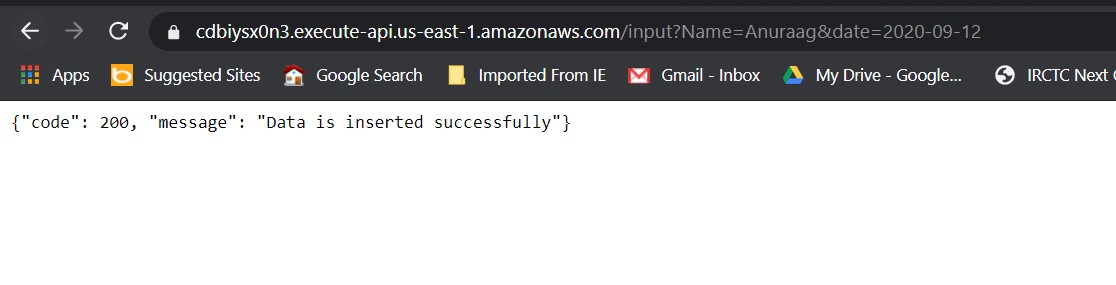 cdbiysx0n3.execute-api.us-east-1.amazonaws.com/input?Name=Anuraag&date=2020-09-12
Apps Suggested Sites Google Search Imported From IE Gmail - Inbox My Drive - Google... IRCTC Next
{"code": 200, "message": "Data is inserted successfully"}